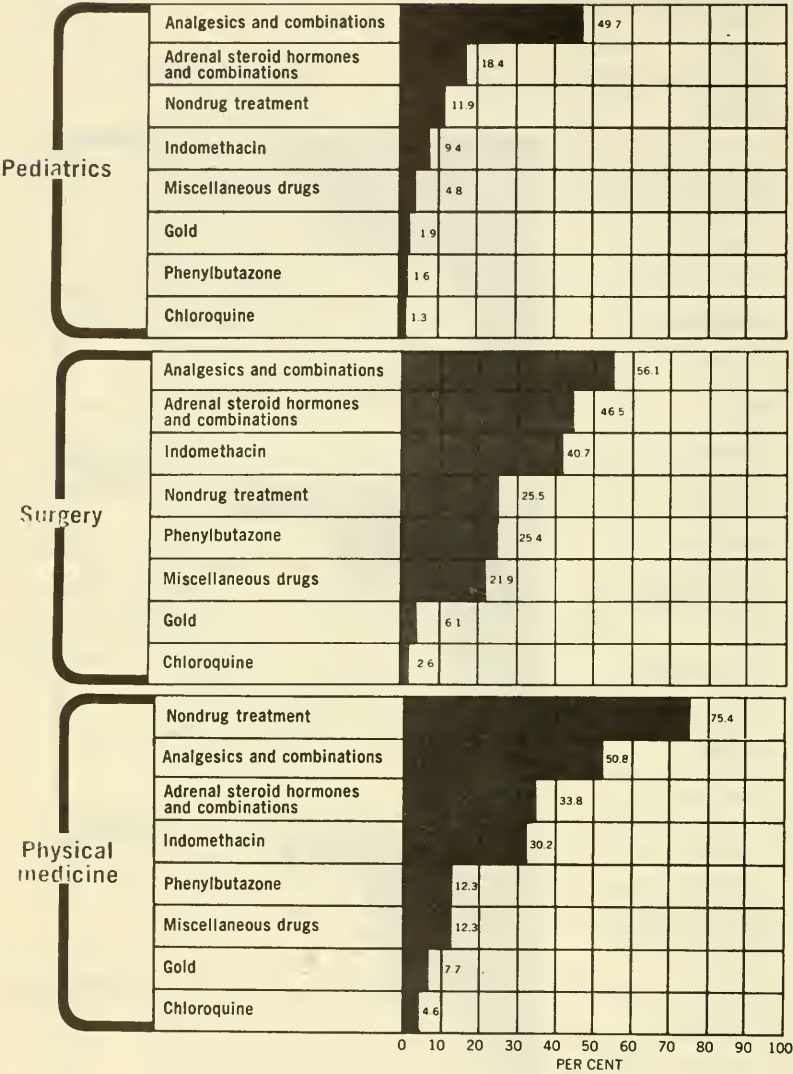 Pediatrics
Analgesics and combinations
49.7
Adrenal steroid hormones
and combinations
18.4
Nondrug treatment
11.9
Indomethacin
9 4
Miscellaneous drugs
4 8
Gold
1 9
Phenylbutazone
1 6
Chloroquine
1.3
Surgery
Analgesics and combinations
56.1
Adrenal steroid hormones
and combinations
46 5
Indomethacin
40.7
Nondrug treatment
25.5
Phenylbutazone
25 4
Miscellaneous drugs
21 9
Gold
6 1
Chloroquine
2 6
Physical
medicine
Nondrug treatment
75.4
Analgesics and combinations
50.8
Adrenal steroid hormones
and combinations
33.8
Indomethacin
30.2
Phenylbutazone
12.3
Miscellaneous drugs
12.3
Gold
7 7
Chloroquine
4.6
0 10 20 30 40 50 60 70 80 90 100
PER CENT